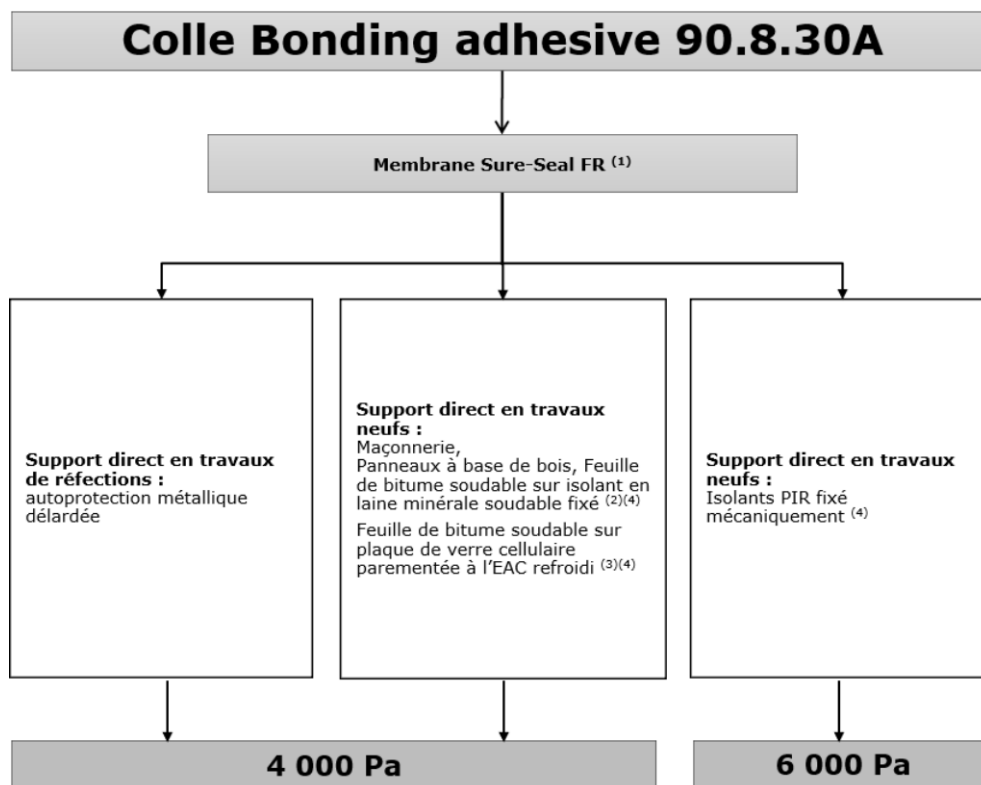 Colle Bonding adhesive 90.8.30A
Membrane Sure-Seal FR (1)
Support direct en travaux
de réfections :
autoprotection métallique
délardée
Support direct en travaux
neufs :
Maçonnerie,
Panneaux à base de bois, Feuille
de bitume soudable sur isolant en
laine minérale soudable fixé (2)(4)
Feuille de bitume soudable sur
plaque de verre cellulaire
parementée à l'EAC refroidi (3)(4)
Support direct en travaux
neufs :
Isolants PIR fixé
mécaniquement (4)
4 000 Pa
6 000 Pa